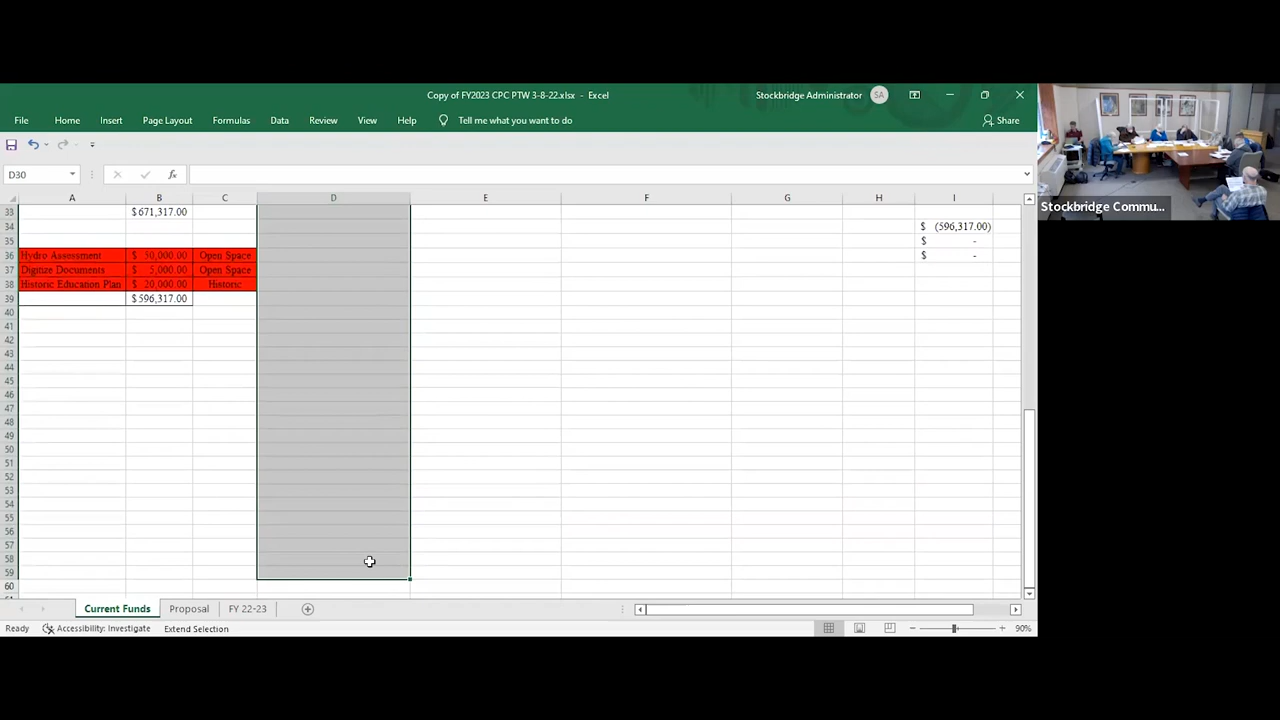 Copy of FY2023 CPC PTW 3-8-22.xlsx - Excel
Stockbridge Administrator SA
File Home Insert Page Layout Formulas Data Review View Help Tell me what you want to do Share
D30 fx
A B C D E F G H I
33 $671,317.00
34 $ (596,317.00)
35 $ -
36 Hydro Assessment $ 50,000.00 Open Space $ -
37 Digitize Documents $ 5,000.00 Open Space
38 Historic Education Plan $ 20,000.00 Historic
39 $596,317.00
40
41
42
43
44
45
46
47
48
49
50
51
52
53
54
55
56
57
58
59
60
61
Current Funds Proposal FY 22-23
Ready Accessibility: Investigate Extend Selection 90%
Stockbridge Commu...